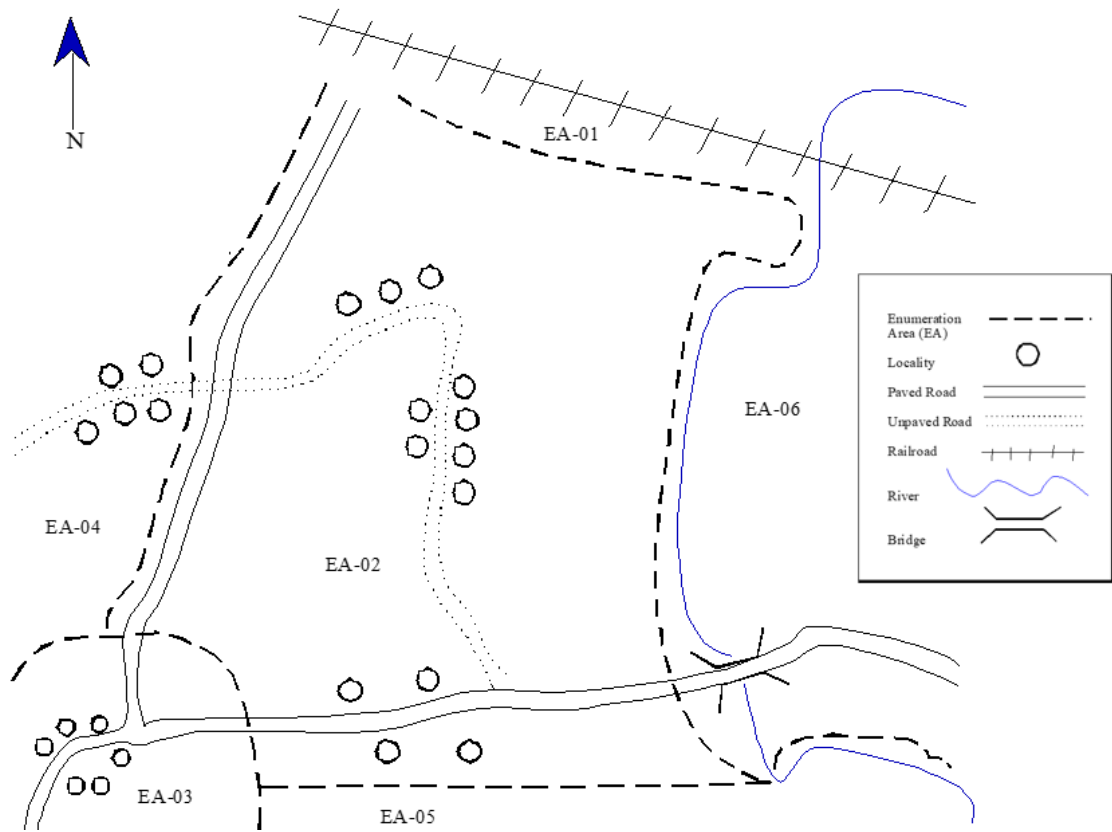 N
EA-01
EA-06
EA-04
EA-02
EA-03
EA-05
Enumeration
Area (EA)
Locality
Paved Road
Unpaved Road
Railroad
River
Bridge